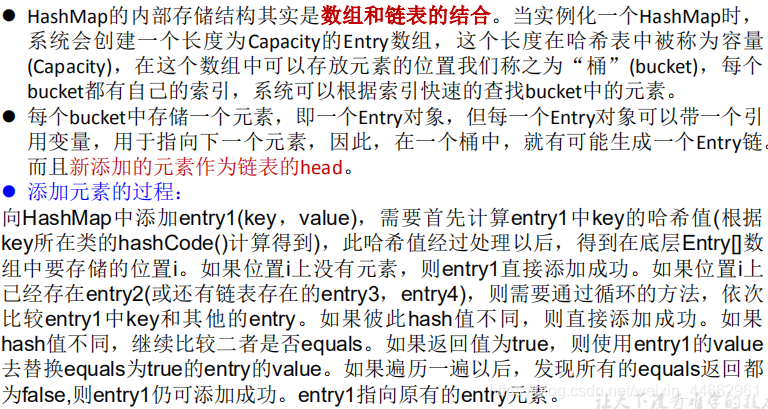 ● HashMap的内部存储结构其实是数组和链表的结合。当实例化一个HashMap时，
系统会创建一个长度为Capacity的Entry数组，这个长度在哈希表中被称为容量
(Capacity)，在这个数组中可以存放元素的位置我们称之为“桶”(bucket)，每个
bucket都有自己的索引，系统可以根据索引快速的查找bucket中的元素。
● 每个bucket中存储一个元素，即一个Entry对象，但每一个Entry对象可以带一个引
用变量，用于指向下一个元素，因此，在一个桶中，就有可能生成一个Entry链。
而且新添加的元素作为链表的head。
● 添加元素的过程：
向HashMap中添加entry1(key，value)，需要首先计算entry1中key的哈希值(根据
key所在类的hashCode()计算得到)，此哈希值经过处理以后，得到在底层Entry[]数
组中要存储的位置i。如果位置i上没有元素，则entry1直接添加成功。如果位置i上
已经存在entry2(或还有链表存在的entry3，entry4)，则需要通过循环的方法，依次
比较entry1中key和其他的entry。如果彼此hash值不同，则直接添加成功。如果
hash值不同，继续比较二者是否equals。如果返回值为true，则使用entry1的value
去替换equals为true的entry的value。如果遍历一遍以后，发现所有的equals返回都
为false,则entry1仍可添加成功。entry1指向原有的entry元素。